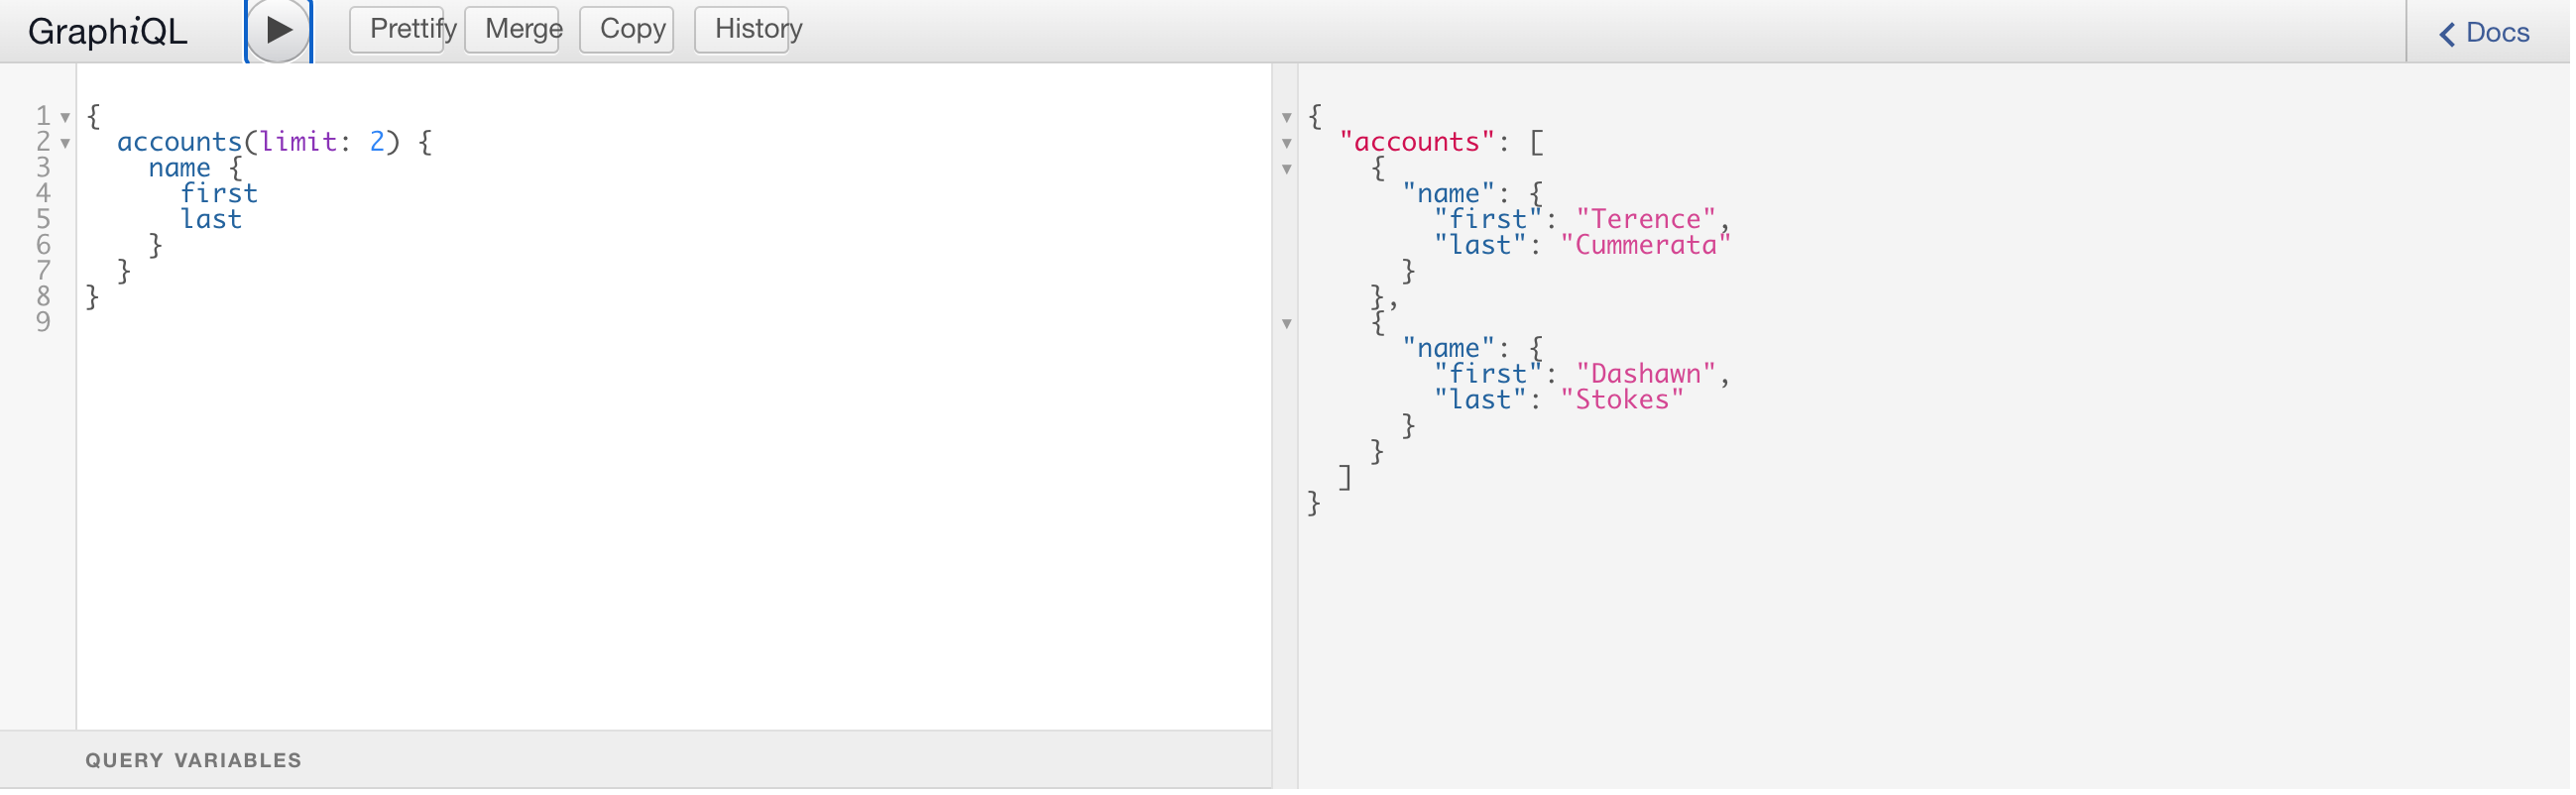 GraphiQL Prettify Merge Copy History Docs
1 {
2 accounts(limit: 2) {
3 name {
4 first
5 last
6 }
7 }
8 }
9
QUERY VARIABLES
{
"accounts": [
{
"name": {
"first": "Terence",
"last": "Cummerata"
}
},
{
"name": {
"first": "Dashawn",
"last": "Stokes"
}
}
]
}